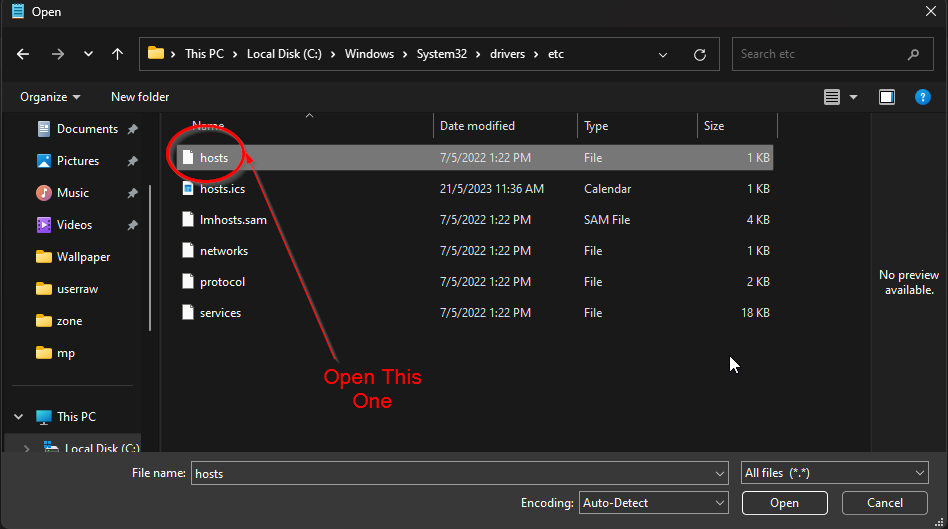 Open
This PC > Local Disk (C:) > Windows > System32 > drivers > etc
Search etc
Organize
New folder
?
Documents
Pictures
Music
Videos
Wallpaper
userraw
zone
mp
This PC
Local Disk (C:)
Name Date modified Type Size
hosts 7/5/2022 1:22 PM File 1 KB
hosts.ics 21/5/2023 11:36 AM Calendar 1 KB
lmhosts.sam 7/5/2022 1:22 PM SAM File 4 KB
networks 7/5/2022 1:22 PM File 1 KB
protocol 7/5/2022 1:22 PM File 2 KB
services 7/5/2022 1:22 PM File 18 KB
Open This
One
No preview
available.
File name: hosts
All files (*.*)
Encoding: Auto-Detect
Open
Cancel